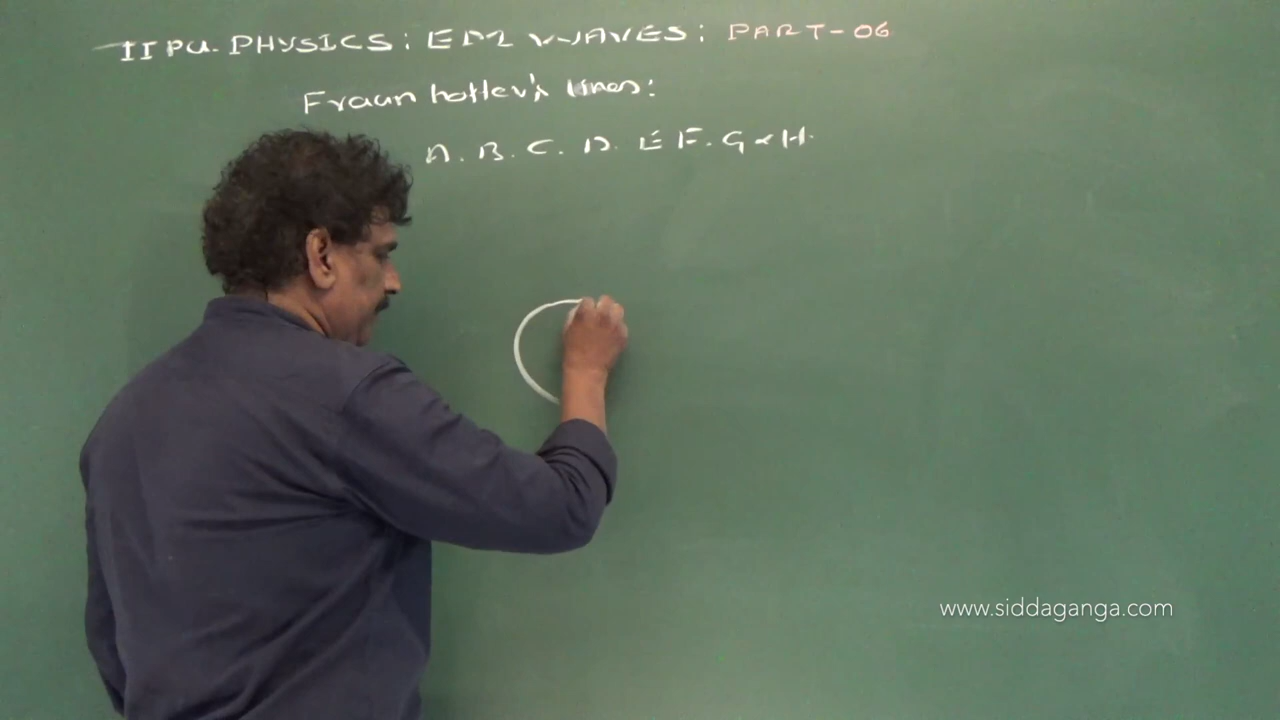 II PU. PHYSICS: EM WAVES: PART-06
Fraunhoffer's lines:
A. B. C. D. E F. G & H.
www.siddaganga.com